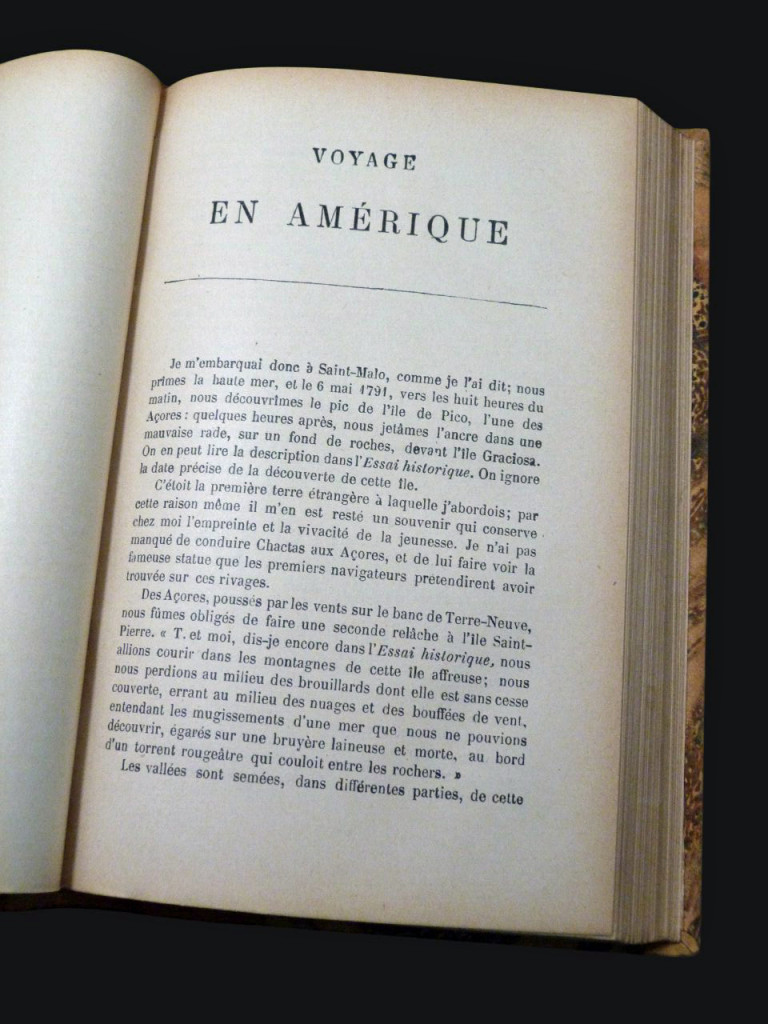 VOYAGE
EN AMÉRIQUE
Je m'embarquai donc à Saint-Malo, comme je l'ai dit; nous
prîmes la haute mer, et le 6 mai 1791, vers les huit heures du
matin, nous découvrîmes le pic de l'île de Pico, l'une des
Açores : quelques heures après, nous jetâmes l'ancre dans une
mauvaise rade, sur un fond de roches, devant l'île Graciosa.
On en peut lire la description dans l'Essai historique. On ignore
la date précise de la découverte de cette île.
C'étoit la première terre étrangère à laquelle j'abordois; par
cette raison même il m'en est resté un souvenir qui conserve
chez moi l'empreinte et la vivacité de la jeunesse. Je n'ai pas
manqué de conduire Chactas aux Açores, et de lui faire voir la
fameuse statue que les premiers navigateurs prétendirent avoir
trouvée sur ces rivages.
Des Açores, poussés par les vents sur le banc de Terre-Neuve,
nous fûmes obligés de faire une seconde relâche à l'île Saint-
Pierre. « T. et moi, dis-je encore dans l'Essai historique, nous
allions courir dans les montagnes de cette île affreuse; nous
nous perdions au milieu des brouillards dont elle est sans cesse
couverte, errant au milieu des nuages et des bouffées de vent,
entendant les mugissements d'une mer que nous ne pouvions
découvrir, égarés sur une bruyère laineuse et morte, au bord
d'un torrent rougeâtre qui couloit entre les rochers. »
Les vallées sont semées, dans différentes parties, de cette